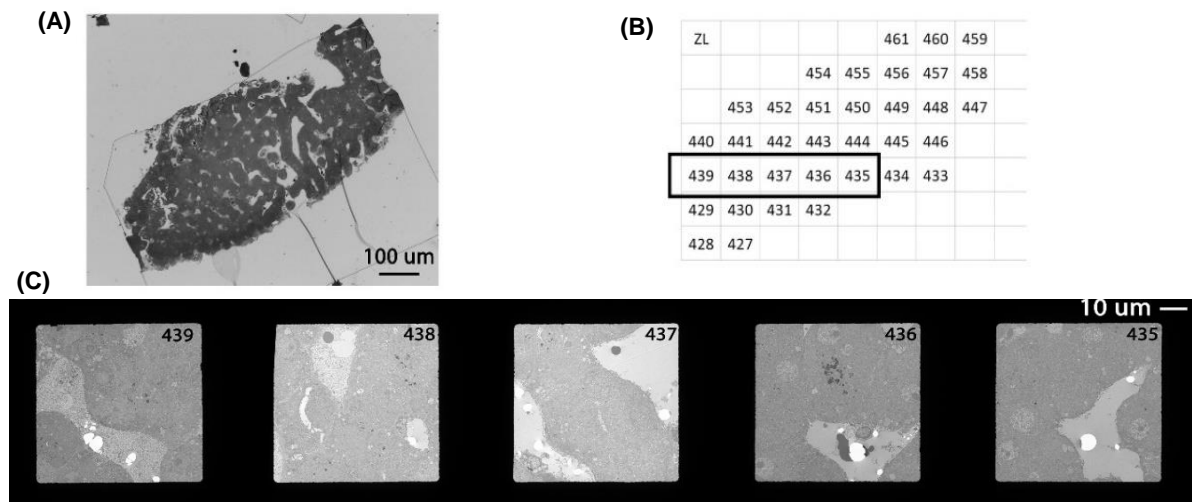 (A)
100 um
(B)
ZL 461 460 459
454 455 456 457 458
453 452 451 450 449 448 447
440 441 442 443 444 445 446
439 438 437 436 435 434 433
429 430 431 432
428 427
(C)
10 um
439 438 437 436 435